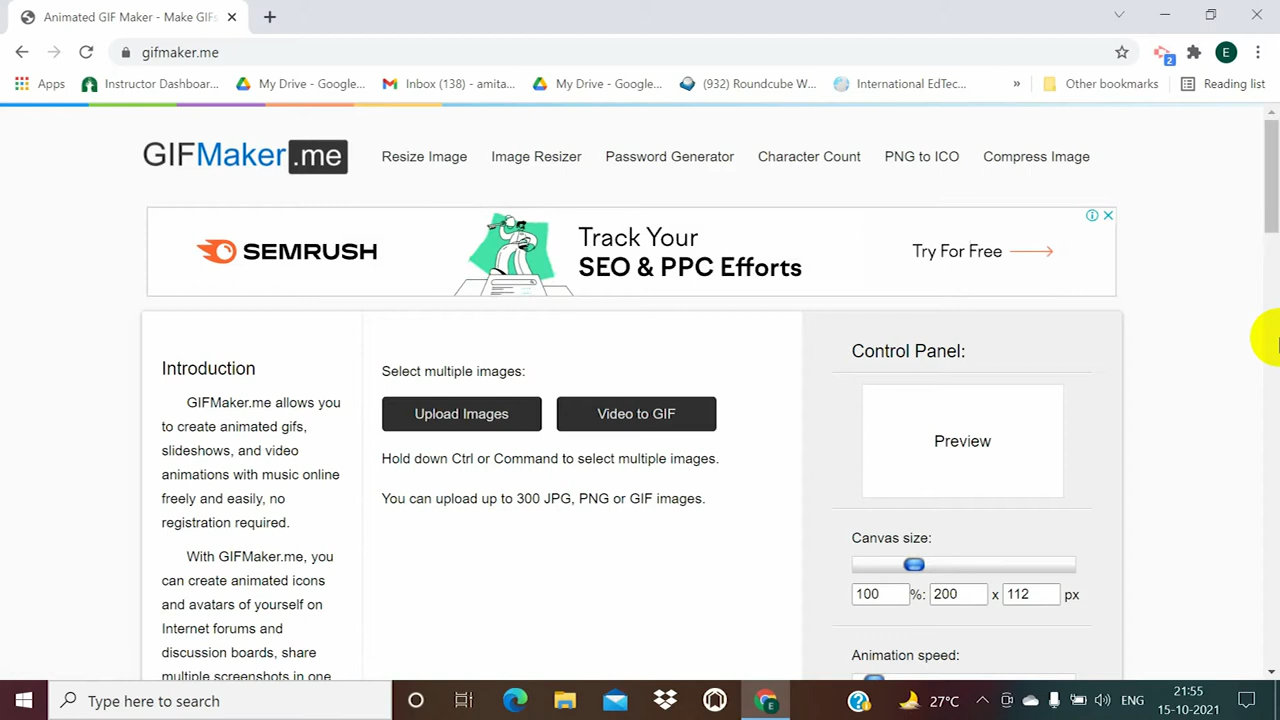 Animated GIF Maker - Make GIFs
gifmaker.me
2
E
Apps
Instructor Dashboar...
My Drive - Google...
Inbox (138) - amita...
My Drive - Google...
(932) Roundcube W...
International EdTec...
»
Other bookmarks
Reading list
GIFMaker.me
Resize Image
Image Resizer
Password Generator
Character Count
PNG to ICO
Compress Image
SEMRUSH
Track Your
SEO & PPC Efforts
Try For Free
Introduction
GIFMaker.me allows you
to create animated gifs,
slideshows, and video
animations with music online
freely and easily, no
registration required.
With GIFMaker.me, you
can create animated icons
and avatars of yourself on
Internet forums and
discussion boards, share
multiple screenshots in one
Select multiple images:
Upload Images
Video to GIF
Hold down Ctrl or Command to select multiple images.
You can upload up to 300 JPG, PNG or GIF images.
Control Panel:
Preview
Canvas size:
100 %: 200 x 112 px
Animation speed:
Type here to search
E
27°C
ENG
21:55
15-10-2021